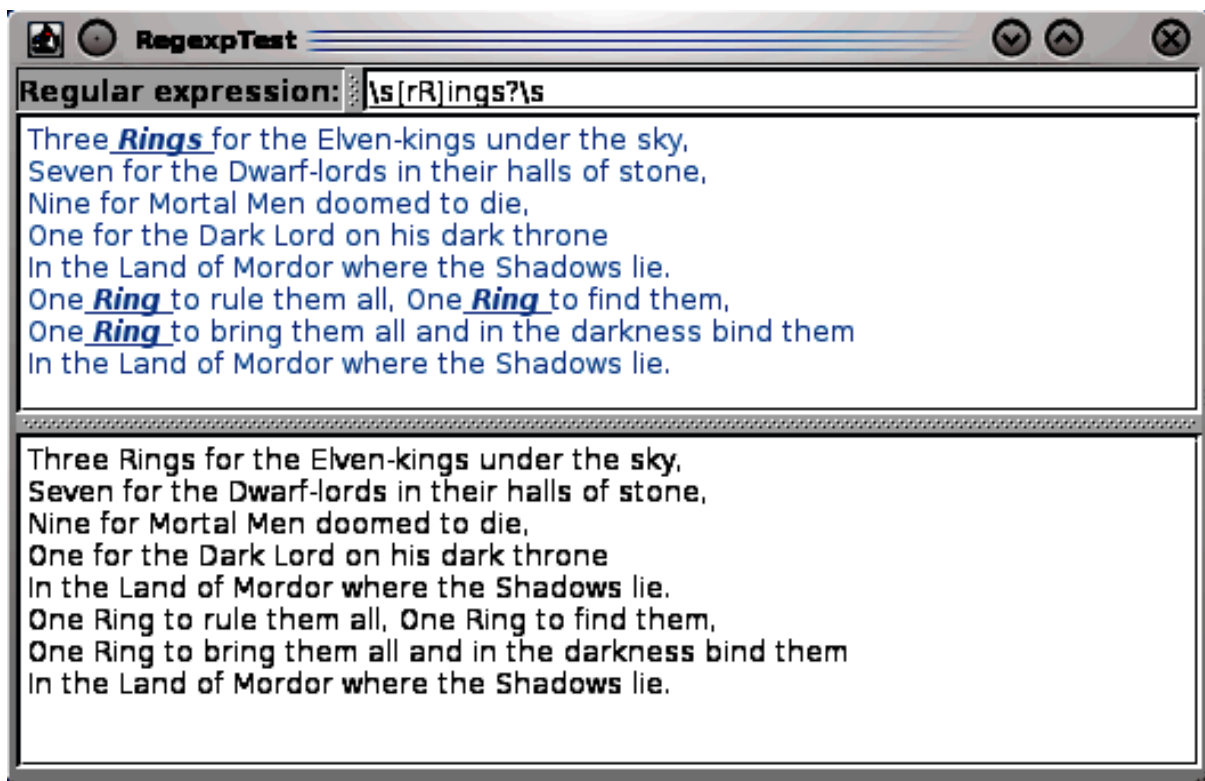 RegexpTest
Regular expression: \s[rR]ings?\s
Three Rings for the Elven-kings under the sky,
Seven for the Dwarf-lords in their halls of stone,
Nine for Mortal Men doomed to die,
One for the Dark Lord on his dark throne
In the Land of Mordor where the Shadows lie.
One Ring to rule them all, One Ring to find them,
One Ring to bring them all and in the darkness bind them
In the Land of Mordor where the Shadows lie.
Three Rings for the Elven-kings under the sky,
Seven for the Dwarf-lords in their halls of stone,
Nine for Mortal Men doomed to die,
One for the Dark Lord on his dark throne
In the Land of Mordor where the Shadows lie.
One Ring to rule them all, One Ring to find them,
One Ring to bring them all and in the darkness bind them
In the Land of Mordor where the Shadows lie.